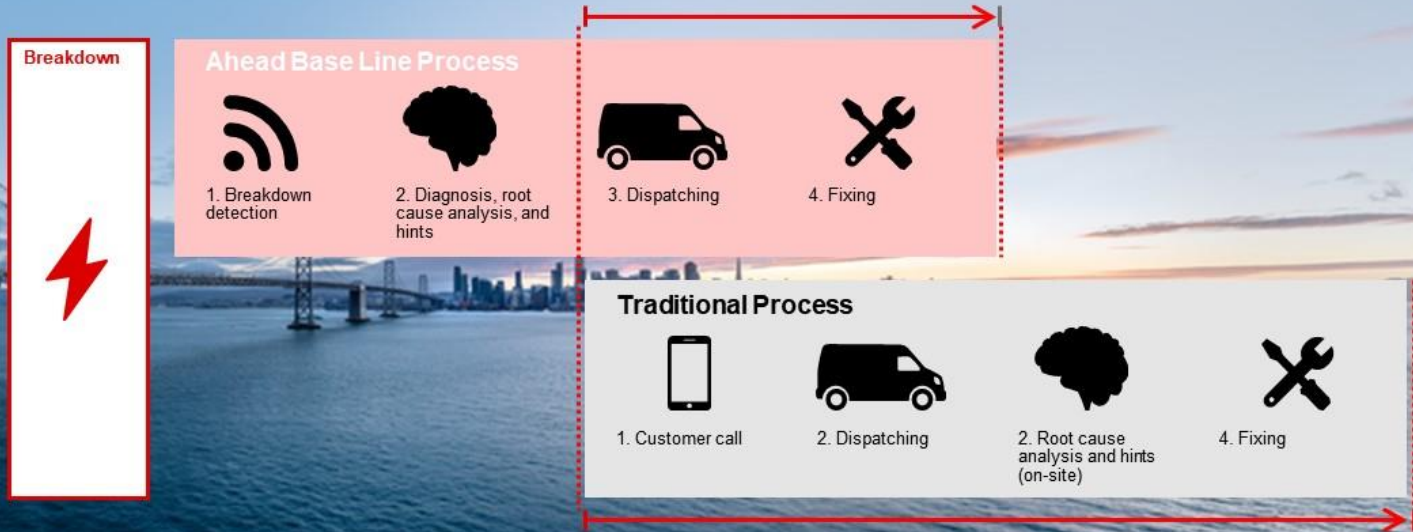 Breakdown
Ahead Base Line Process
1. Breakdown
detection
2. Diagnosis, root
cause analysis, and
hints
3. Dispatching
4. Fixing
Traditional Process
1. Customer call
2. Dispatching
2. Root cause
analysis and hints
(on-site)
4. Fixing